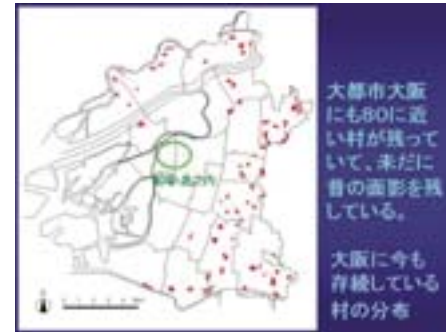 大都市大阪
にも80に近
い村が残って
いて、未だに
昔の面影を残
している。
大阪に今も
存続している
村の分布